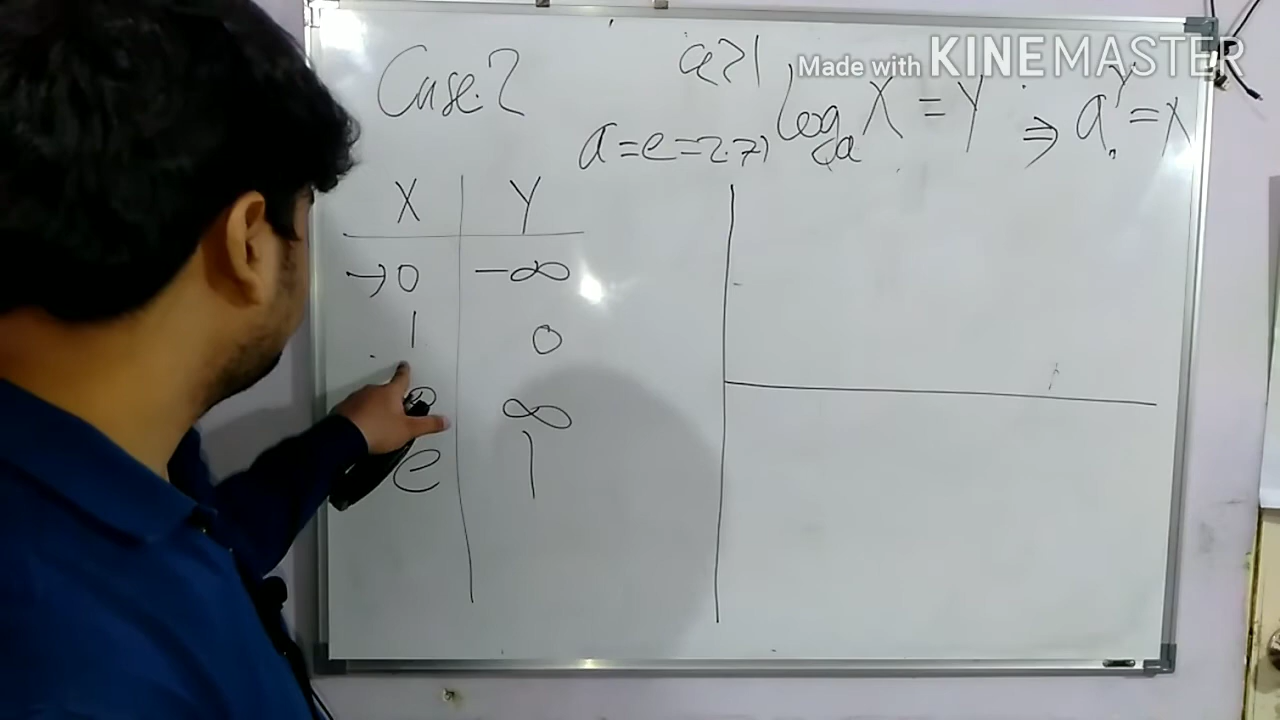 Case.2
a>1
Made with KINEMASTER
a=e=2.71
log_a X = Y ⇒ a^Y = X
X Y
→0 -∞
1 0
∞
e 1